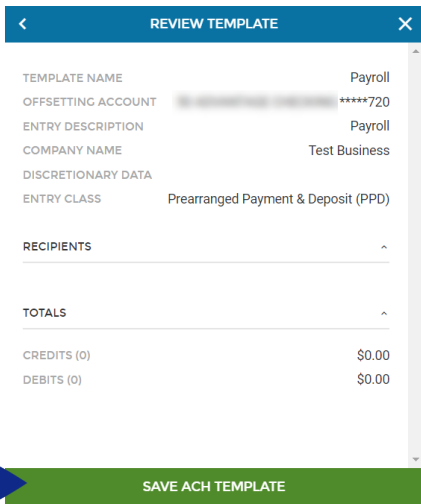 REVIEW TEMPLATE
TEMPLATE NAME Payroll
OFFSETTING ACCOUNT *****720
ENTRY DESCRIPTION Payroll
COMPANY NAME Test Business
DISCRETIONARY DATA
ENTRY CLASS Prearranged Payment & Deposit (PPD)
RECIPIENTS
TOTALS
CREDITS (0) $0.00
DEBITS (0) $0.00
SAVE ACH TEMPLATE